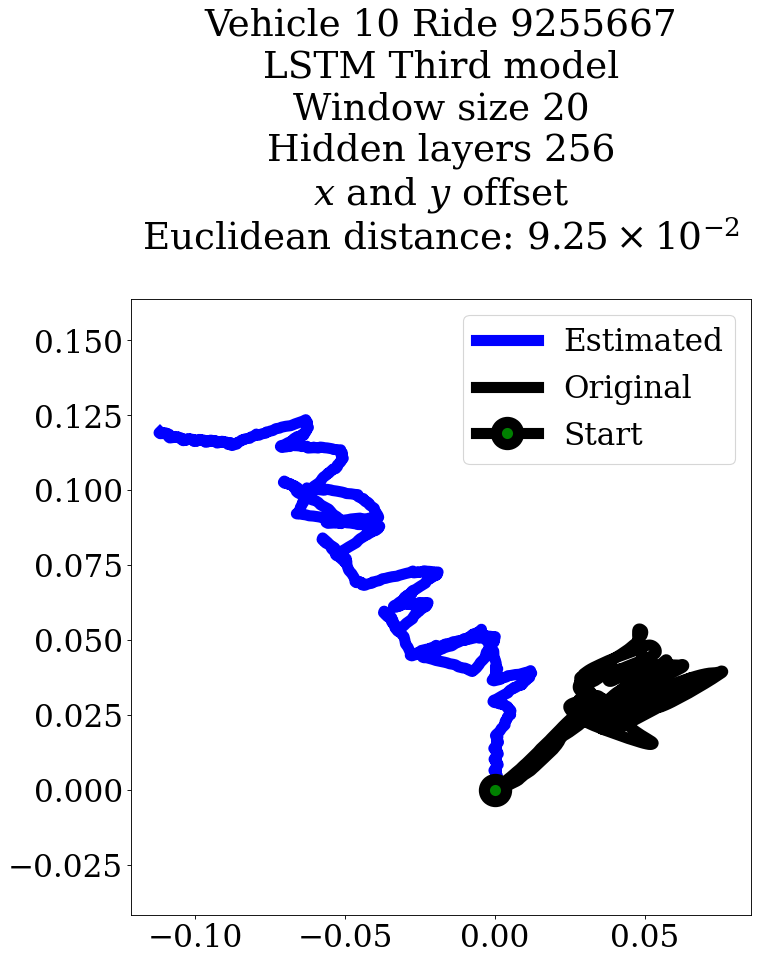 Vehicle 10 Ride 9255667
LSTM Third model
Window size 20
Hidden layers 256
x and y offset
Euclidean distance: 9.25 × 10⁻²
Estimated
Original
Start
0.150
0.125
0.100
0.075
0.050
0.025
0.000
−0.025
−0.10 −0.05 0.00 0.05